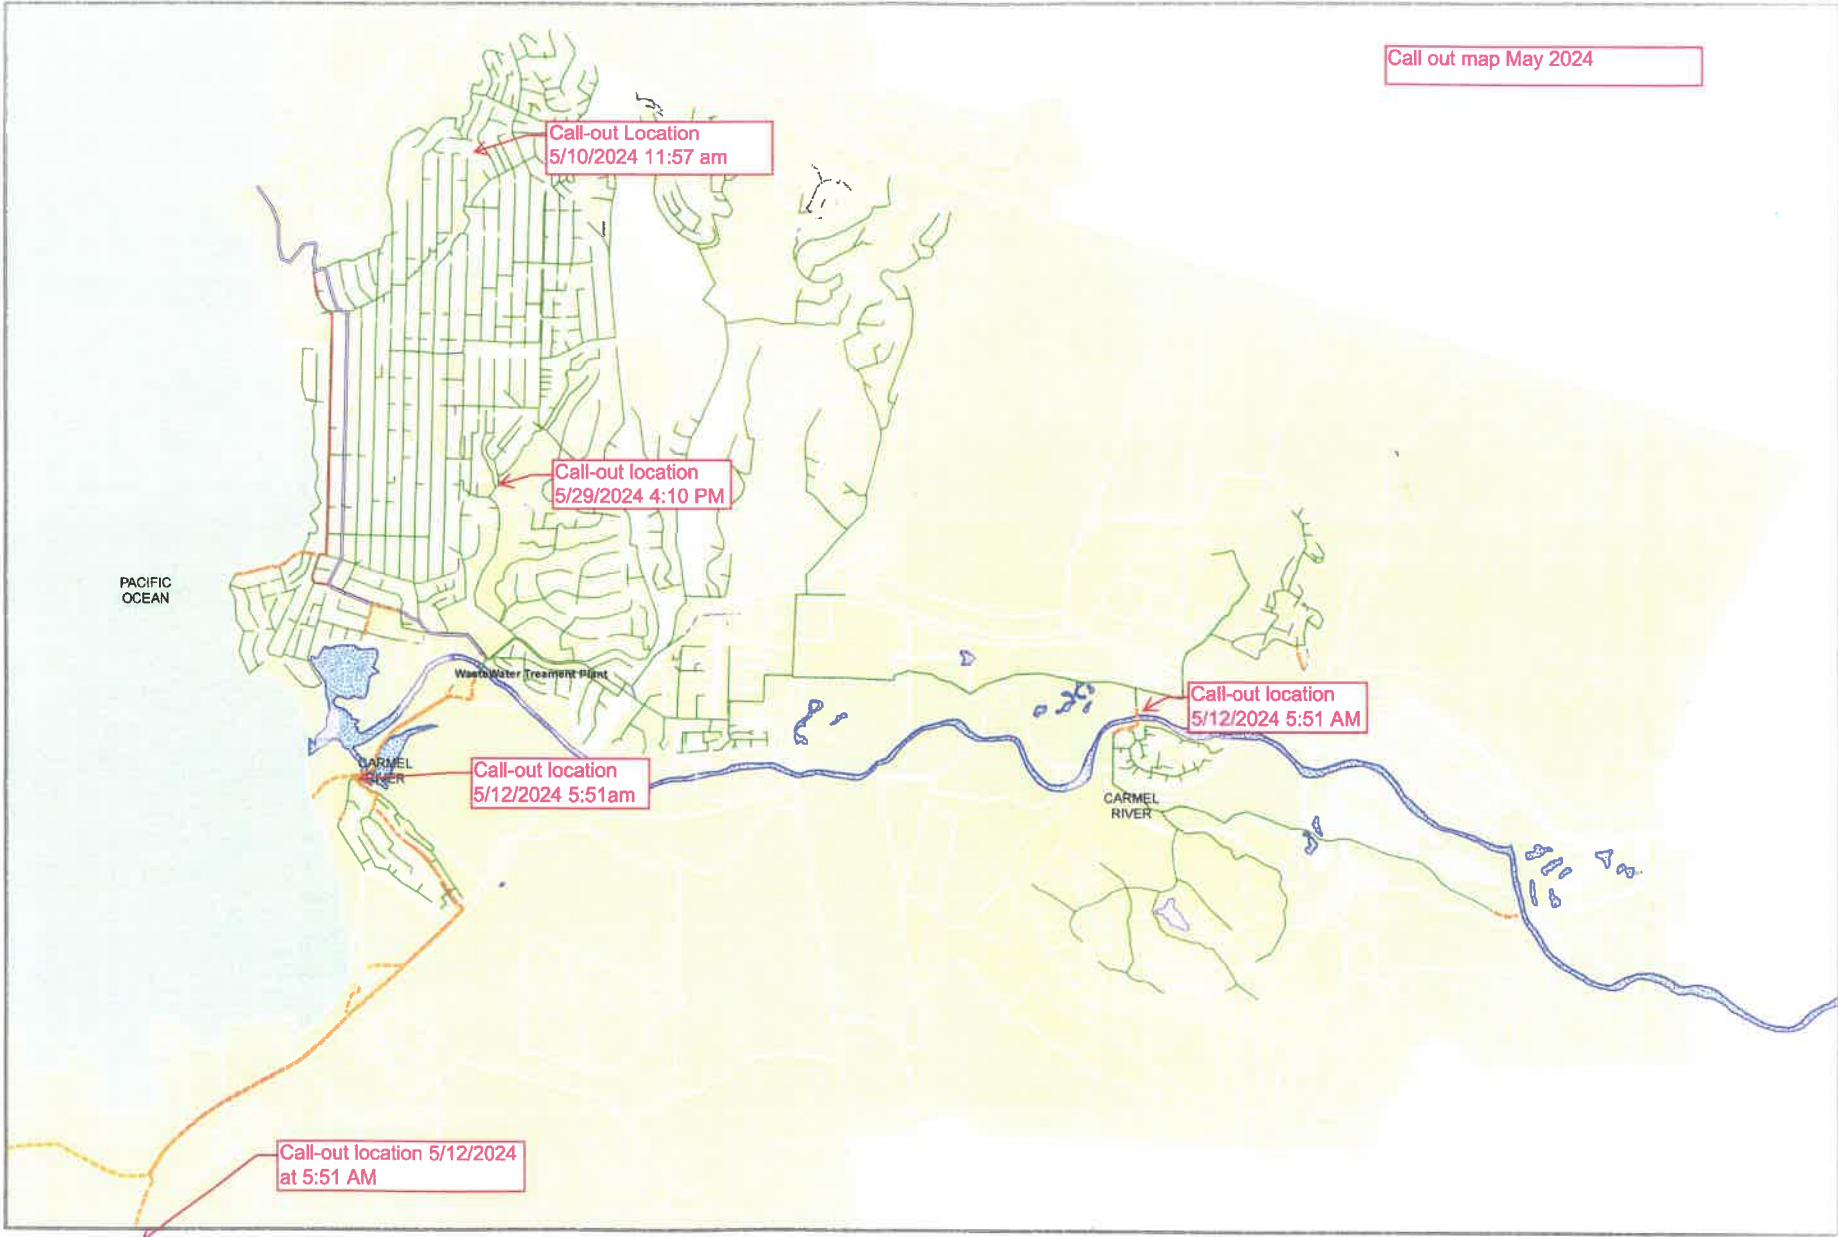 Call out map May 2024
Call-out Location
5/10/2024 11:57 am
Call-out location
5/29/2024 4:10 PM
PACIFIC
OCEAN
WasteWater Treament Plant
Call-out location
5/12/2024 5:51 AM
CARMEL
RIVER
Call-out location
5/12/2024 5:51am
CARMEL
RIVER
Call-out location 5/12/2024
at 5:51 AM